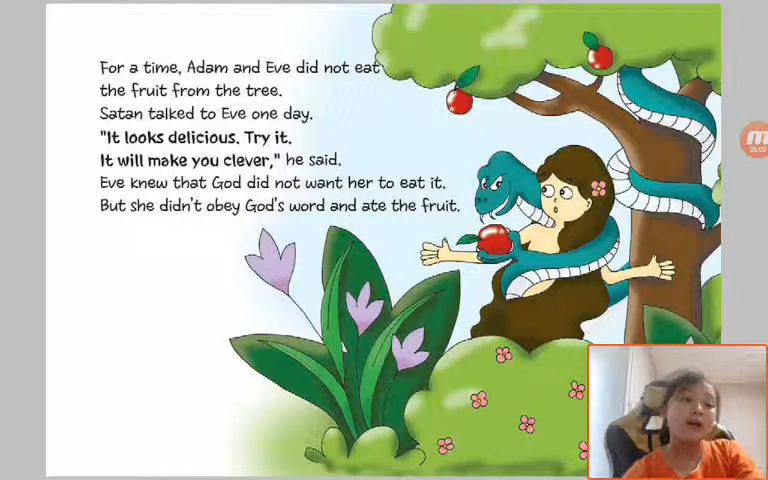 For a time, Adam and Eve did not eat
the fruit from the tree.
Satan talked to Eve one day.
"It looks delicious. Try it.
It will make you clever," he said.
Eve knew that God did not want her to eat it.
But she didn't obey God's word and ate the fruit.
05:02